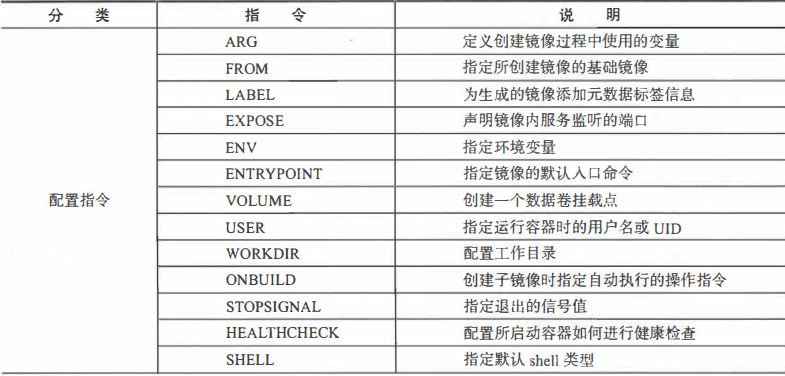 分 类 指 令 说 明
ARG 定义创建镜像过程中使用的变量
FROM 指定所创建镜像的基础镜像
LABEL 为生成的镜像添加元数据标签信息
EXPOSE 声明镜像内服务监听的端口
ENV 指定环境变量
ENTRYPOINT 指定镜像的默认入口命令
配置指令 VOLUME 创建一个数据卷挂载点
USER 指定运行容器时的用户名或 UID
WORKDIR 配置工作目录
ONBUILD 创建子镜像时指定自动执行的操作指令
STOPSIGNAL 指定退出的信号值
HEALTHCHECK 配置所启动容器如何进行健康检查
SHELL 指定默认 shell 类型